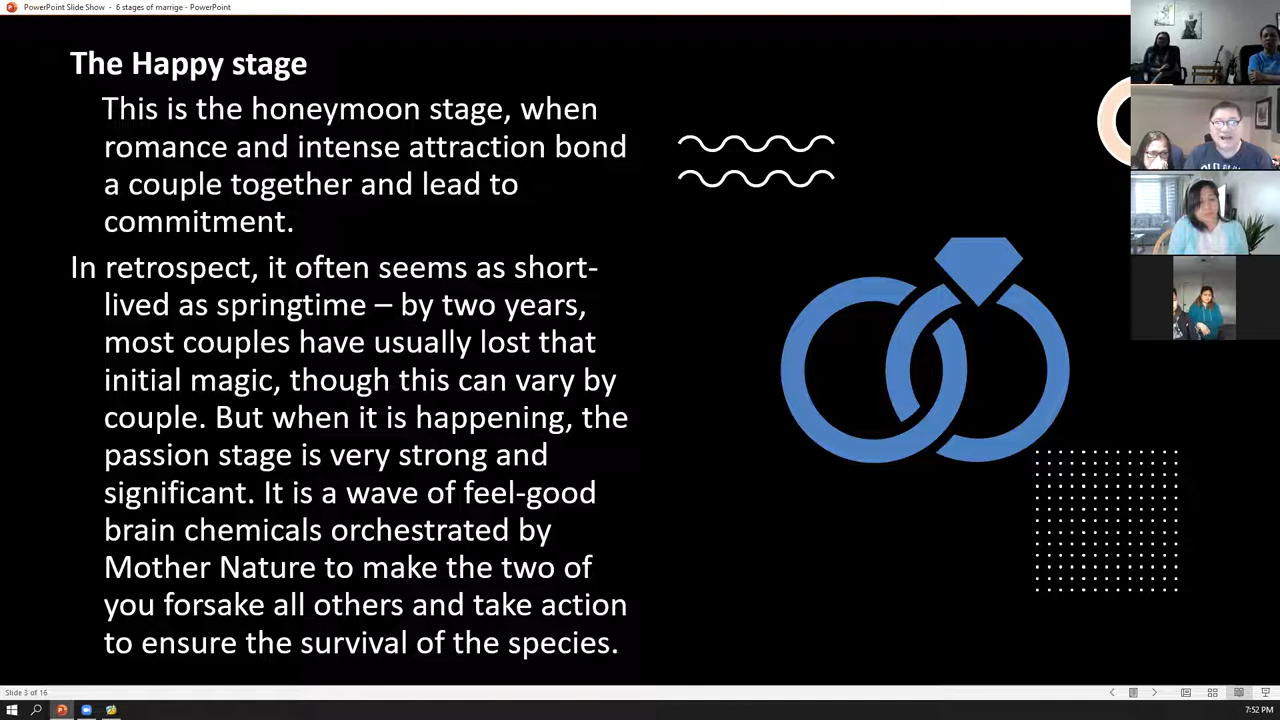 PowerPoint Slide Show - 6 stages of marrige - PowerPoint
The Happy stage
This is the honeymoon stage, when
romance and intense attraction bond
a couple together and lead to
commitment.
In retrospect, it often seems as short-
lived as springtime – by two years,
most couples have usually lost that
initial magic, though this can vary by
couple. But when it is happening, the
passion stage is very strong and
significant. It is a wave of feel-good
brain chemicals orchestrated by
Mother Nature to make the two of
you forsake all others and take action
to ensure the survival of the species.
Slide 3 of 16
7:52 PM